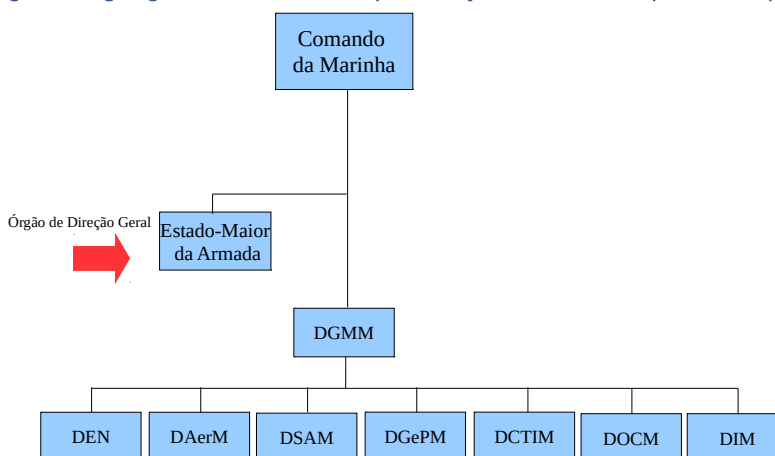 Comando
da Marinha
Órgão de Direção Geral
Estado-Maior
da Armada
DGMM
DEN
DAerM
DSAM
DGePM
DCTIM
DOCM
DIM